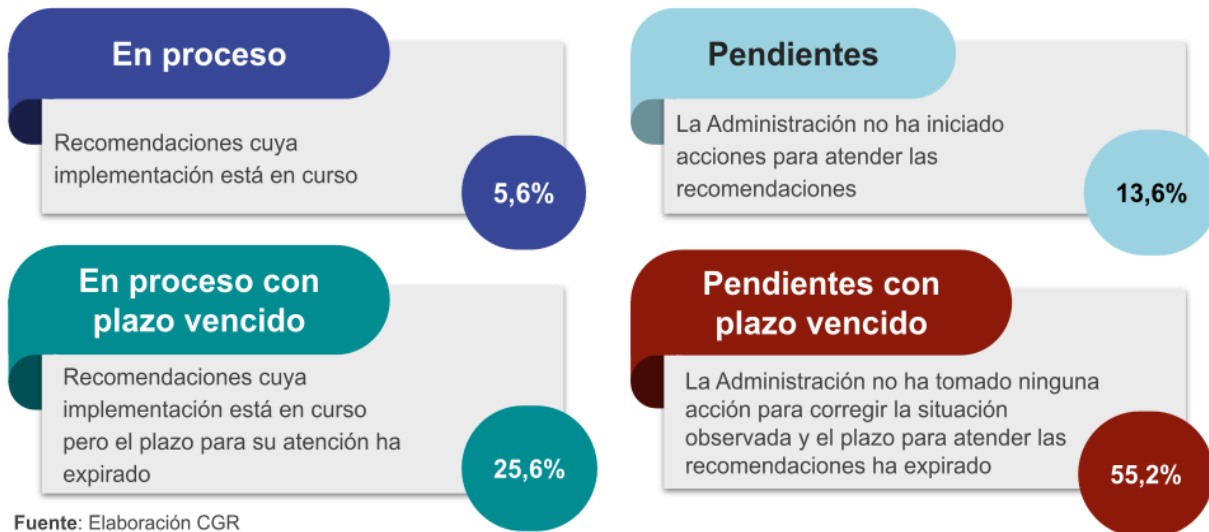 En proceso
Recomendaciones cuya
implementación está en curso
5,6%
Pendientes
La Administración no ha iniciado
acciones para atender las
recomendaciones
13,6%
En proceso con
plazo vencido
Recomendaciones cuya
implementación está en curso
pero el plazo para su atención ha
expirado
25,6%
Pendientes con
plazo vencido
La Administración no ha tomado ninguna
acción para corregir la situación
observada y el plazo para atender las
recomendaciones ha expirado
55,2%
Fuente: Elaboración CGR